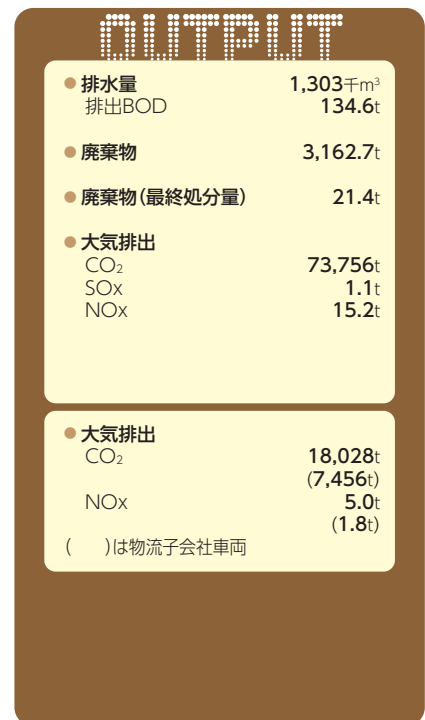 OUTPUT
● 排水量 1,303千m³
排出BOD 134.6t
● 廃棄物 3,162.7t
● 廃棄物(最終処分量) 21.4t
● 大気排出
CO₂ 73,756t
SOx 1.1t
NOx 15.2t
● 大気排出
CO₂ 18,028t
(7,456t)
NOx 5.0t
(1.8t)
(　　)は物流子会社車両